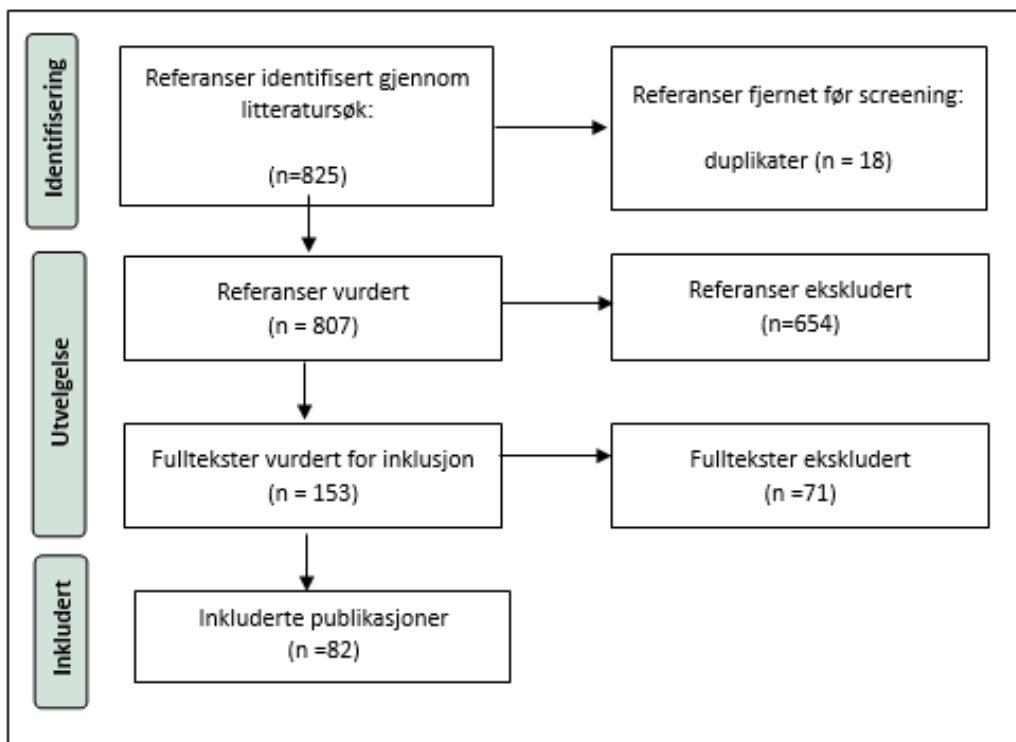 Identifisering
Referanser identifisert gjennom
litteratursøk:
(n=825)
Referanser fjernet før screening:
duplikater (n = 18)
Utvelgelse
Referanser vurdert
(n = 807)
Referanser ekskludert
(n=654)
Fulltekster vurdert for inklusjon
(n = 153)
Fulltekster ekskludert
(n =71)
Inkludert
Inkluderte publikasjoner
(n =82)